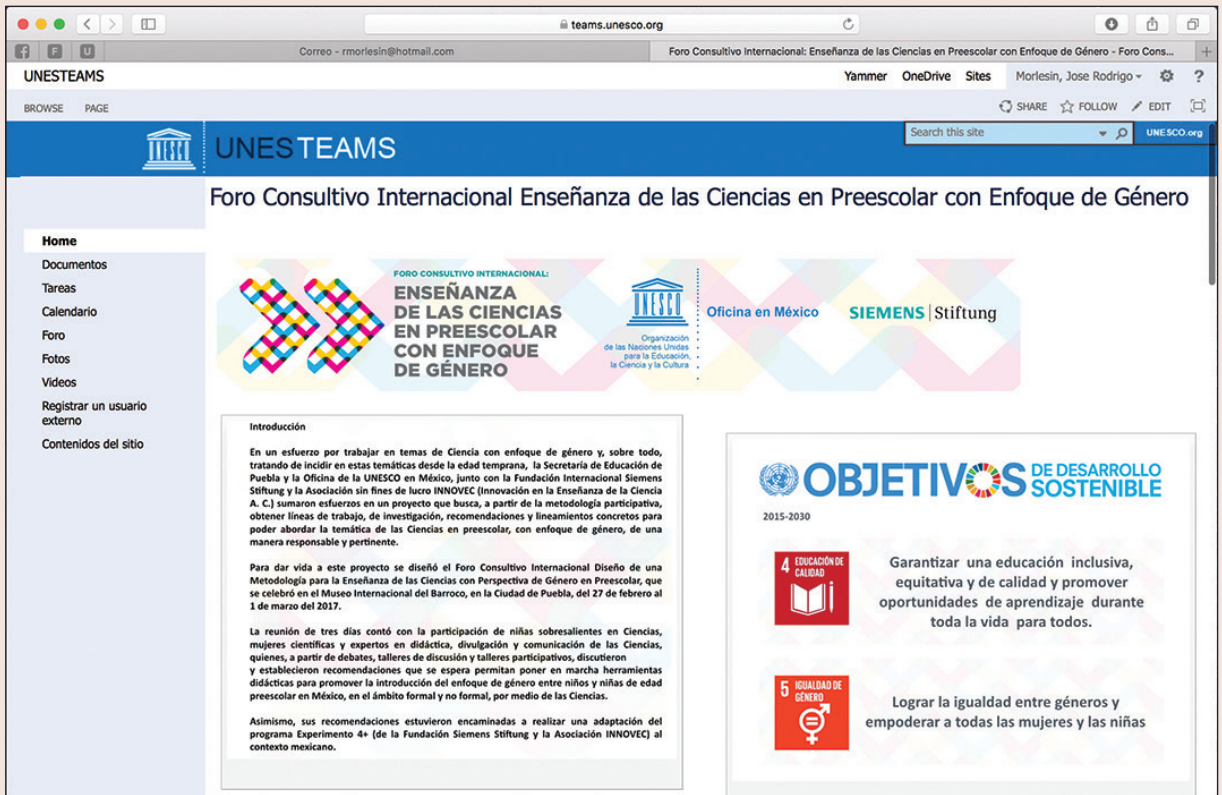 teams.unesco.org
Correo - rmorlesin@hotmail.com
Foro Consultivo Internacional: Enseñanza de las Ciencias en Preescolar con Enfoque de Género - Foro Cons...
UNESTEAMS
Yammer OneDrive Sites Morlesin, Jose Rodrigo
?
BROWSE PAGE
SHARE FOLLOW EDIT
UNESCO
UNESTEAMS
Search this site
UNESCO.org
Foro Consultivo Internacional Enseñanza de las Ciencias en Preescolar con Enfoque de Género
Home
Documentos
Tareas
Calendario
Foro
Fotos
Videos
Registrar un usuario
externo
Contenidos del sitio
FORO CONSULTIVO INTERNACIONAL:
ENSEÑANZA
DE LAS CIENCIAS
EN PREESCOLAR
CON ENFOQUE
DE GÉNERO
UNESCO
Organización
de las Naciones Unidas
para la Educación,
la Ciencia y la Cultura
Oficina en México
SIEMENS Stiftung
Introducción
En un esfuerzo por trabajar en temas de Ciencia con enfoque de género y, sobre todo,
tratando de incidir en estas temáticas desde la edad temprana, la Secretaría de Educación de
Puebla y la Oficina de la UNESCO en México, junto con la Fundación Internacional Siemens
Stiftung y la Asociación sin fines de lucro INNOVEC (Innovación en la Enseñanza de la Ciencia
A. C.) sumaron esfuerzos en un proyecto que busca, a partir de la metodología participativa,
obtener líneas de trabajo, de investigación, recomendaciones y lineamientos concretos para
poder abordar la temática de las Ciencias en preescolar, con enfoque de género, de una
manera responsable y pertinente.
Para dar vida a este proyecto se diseñó el Foro Consultivo Internacional Diseño de una
Metodología para la Enseñanza de las Ciencias con Perspectiva de Género en Preescolar, que
se celebró en el Museo Internacional del Barroco, en la Ciudad de Puebla, del 27 de febrero al
1 de marzo del 2017.
La reunión de tres días contó con la participación de niñas sobresalientes en Ciencias,
mujeres científicas y expertos en didáctica, divulgación y comunicación de las Ciencias,
quienes, a partir de debates, talleres de discusión y talleres participativos, discutieron
y establecieron recomendaciones que se espera permitan poner en marcha herramientas
didácticas para promover la introducción del enfoque de género entre niños y niñas de edad
preescolar en México, en el ámbito formal y no formal, por medio de las Ciencias.
Asimismo, sus recomendaciones estuvieron encaminadas a realizar una adaptación del
programa Experimento 4+ (de la Fundación Siemens Stiftung y la Asociación INNOVEC) al
contexto mexicano.
OBJETIVOS DE DESARROLLO
SOSTENIBLE
2015-2030
4 EDUCACIÓN DE
CALIDAD
Garantizar una educación inclusiva,
equitativa y de calidad y promover
oportunidades de aprendizaje durante
toda la vida para todos.
5 IGUALDAD DE
GÉNERO
Lograr la igualdad entre géneros y
empoderar a todas las mujeres y las niñas